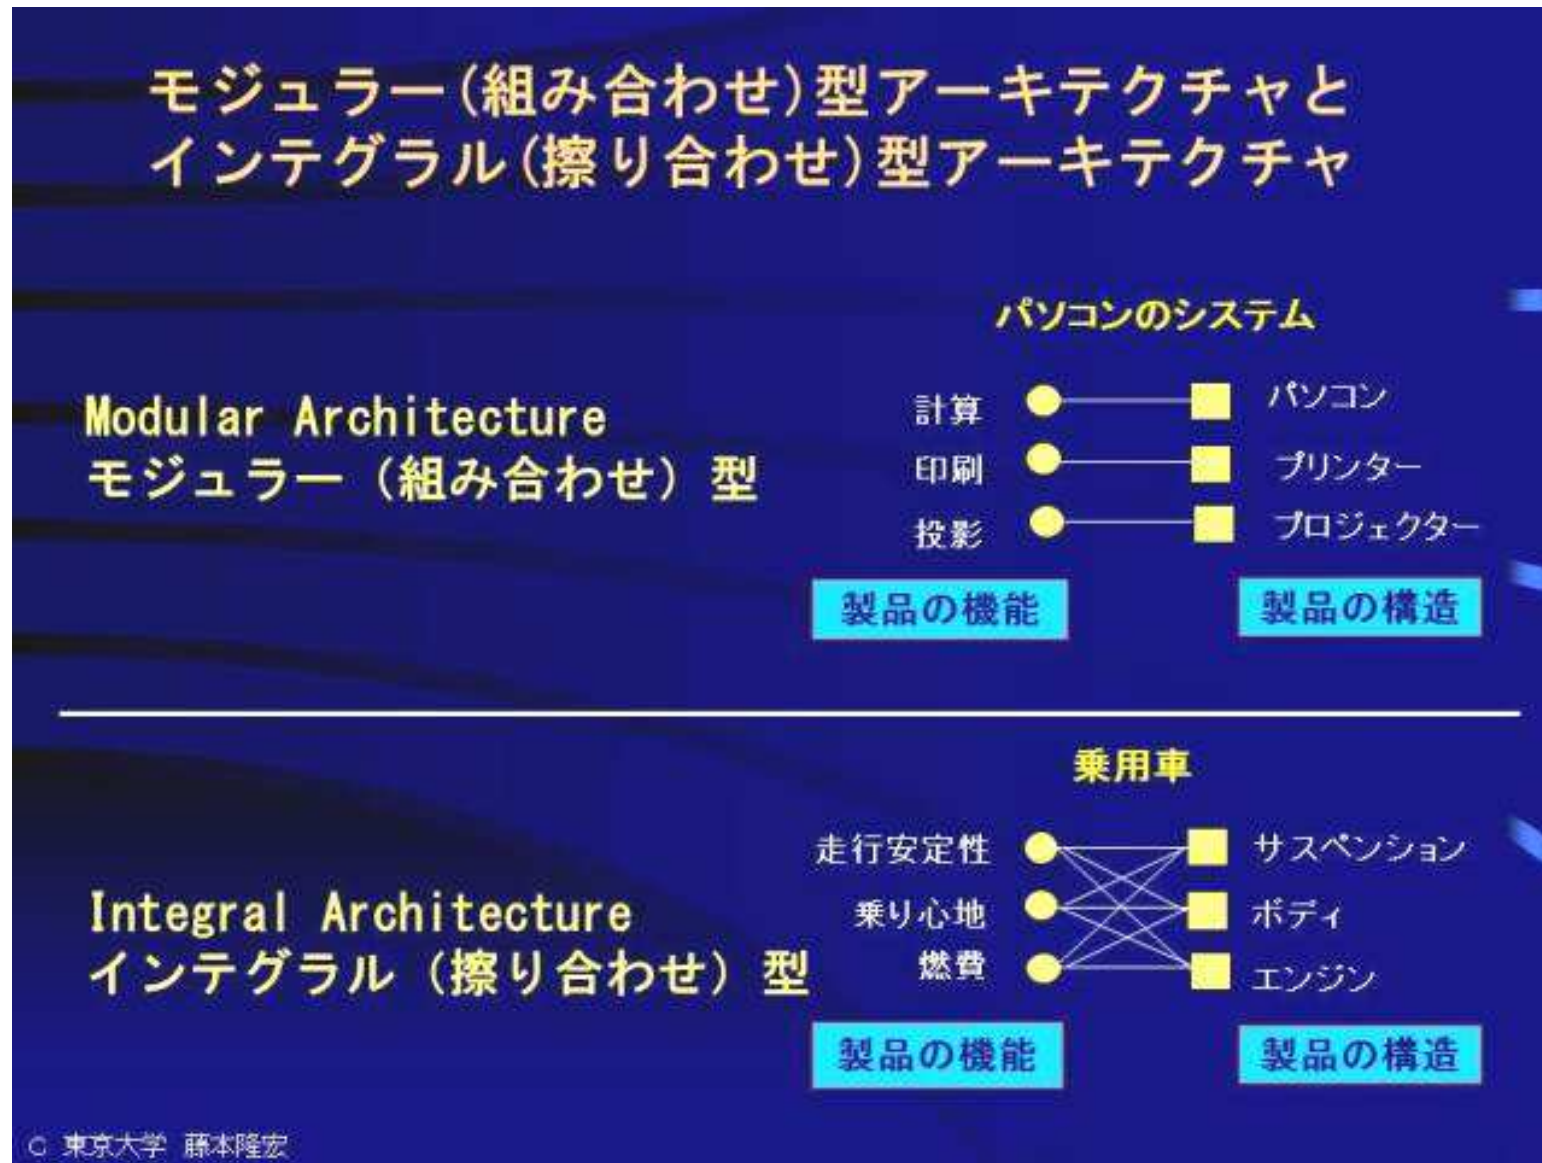 モジュラー(組み合わせ)型アーキテクチャと
インテグラル(擦り合わせ)型アーキテクチャ
パソコンのシステム
Modular Architecture
モジュラー（組み合わせ）型
計算
パソコン
印刷
プリンター
投影
プロジェクター
製品の機能
製品の構造
乗用車
Integral Architecture
インテグラル（擦り合わせ）型
走行安定性
サスペンション
乗り心地
ボディ
燃費
エンジン
製品の機能
製品の構造
C 東京大学 藤本隆宏